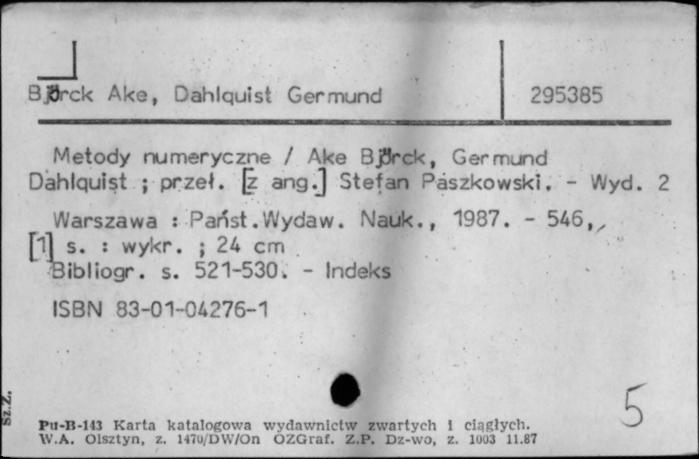 Björck Ake, Dahlquist Germund 295385
Metody numeryczne / Ake Björck, Germund
Dahlquist ; przeł. [z ang.] Stefan Paszkowski. - Wyd. 2
Warszawa : Państ.Wydaw. Nauk., 1987. - 546,
[1] s. : wykr. ; 24 cm
Bibliogr. s. 521-530. - Indeks
ISBN 83-01-04276-1
5
Sz.Z.
Pu-B-143 Karta katalogowa wydawnictw zwartych i ciągłych.
W.A. Olsztyn, z. 1470/DW/On OZGraf. Z.P. Dz-wo, z. 1003 11.87